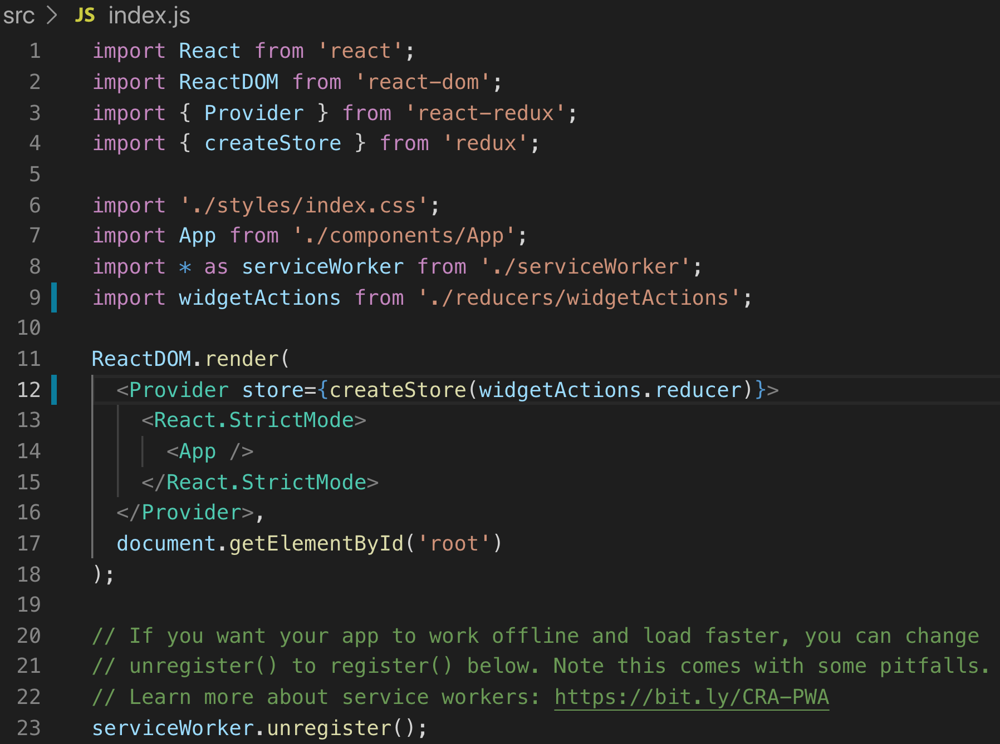 src > JS index.js
1 import React from 'react';
2 import ReactDOM from 'react-dom';
3 import { Provider } from 'react-redux';
4 import { createStore } from 'redux';
5
6 import './styles/index.css';
7 import App from './components/App';
8 import * as serviceWorker from './serviceWorker';
9 import widgetActions from './reducers/widgetActions';
10
11 ReactDOM.render(
12   <Provider store={createStore(widgetActions.reducer)}>
13     <React.StrictMode>
14       <App />
15     </React.StrictMode>
16   </Provider>,
17   document.getElementById('root')
18 );
19
20 // If you want your app to work offline and load faster, you can change
21 // unregister() to register() below. Note this comes with some pitfalls.
22 // Learn more about service workers: https://bit.ly/CRA-PWA
23 serviceWorker.unregister();